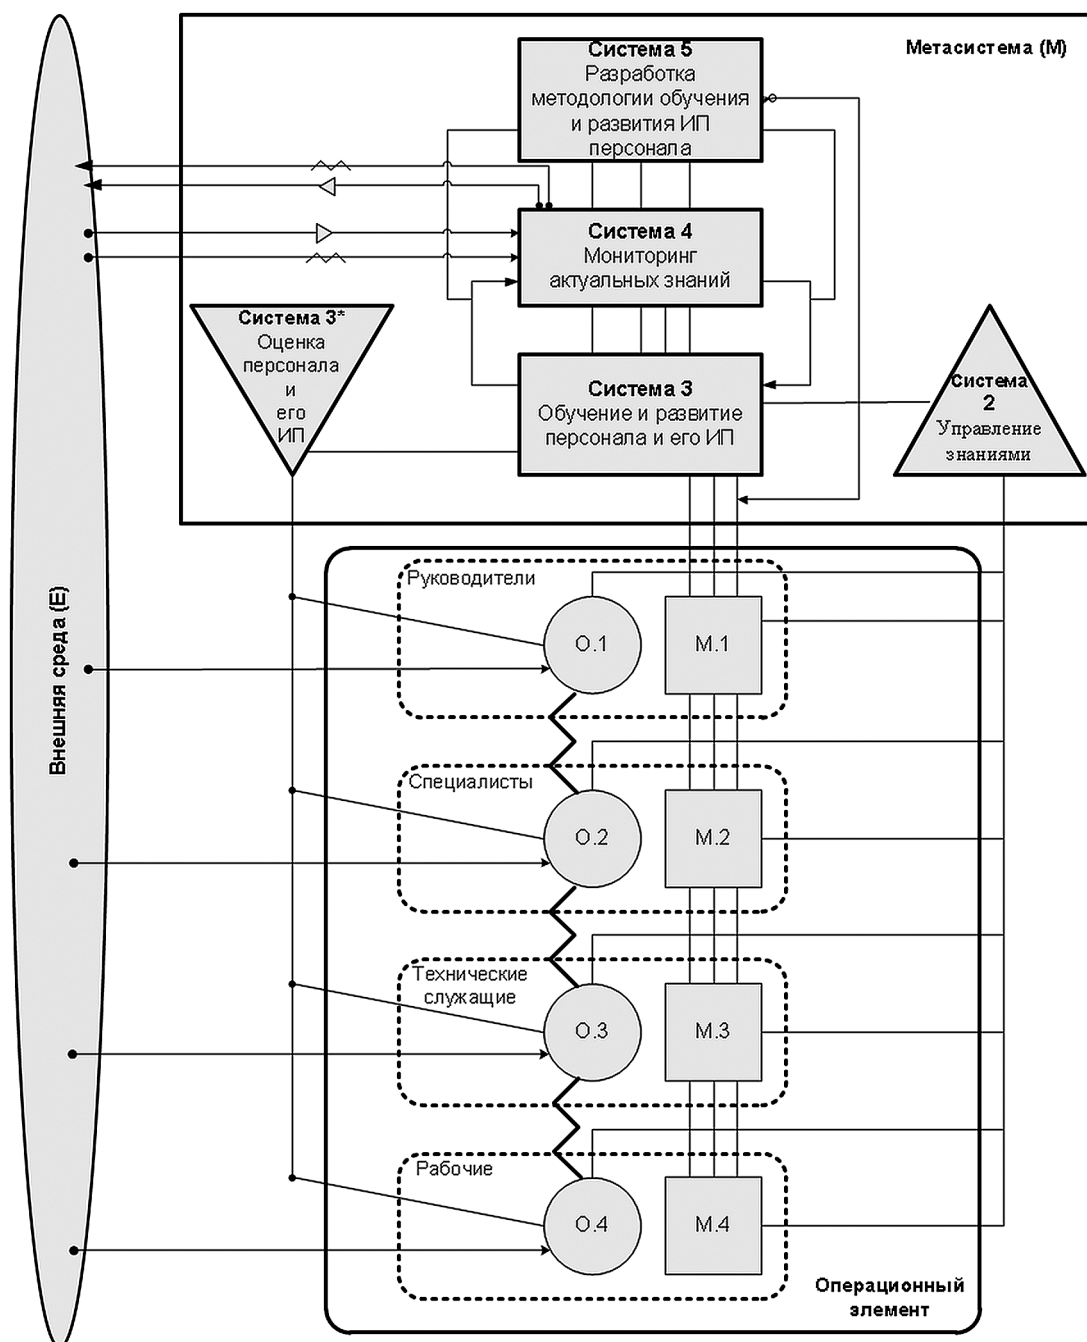 Метасистема (М)
Система 5
Разработка
методологии обучения
и развития ИП
персонала
Система 4
Мониторинг
актуальных знаний
Система 3*
Оценка
персонала
и
его
ИП
Система 3
Обучение и развитие
персонала и его ИП
Система
2
Управление
знаниями
Внешняя среда (Е)
Руководители
О.1
М.1
Специалисты
О.2
М.2
Технические
служащие
О.3
М.3
Рабочие
О.4
М.4
Операционный
элемент